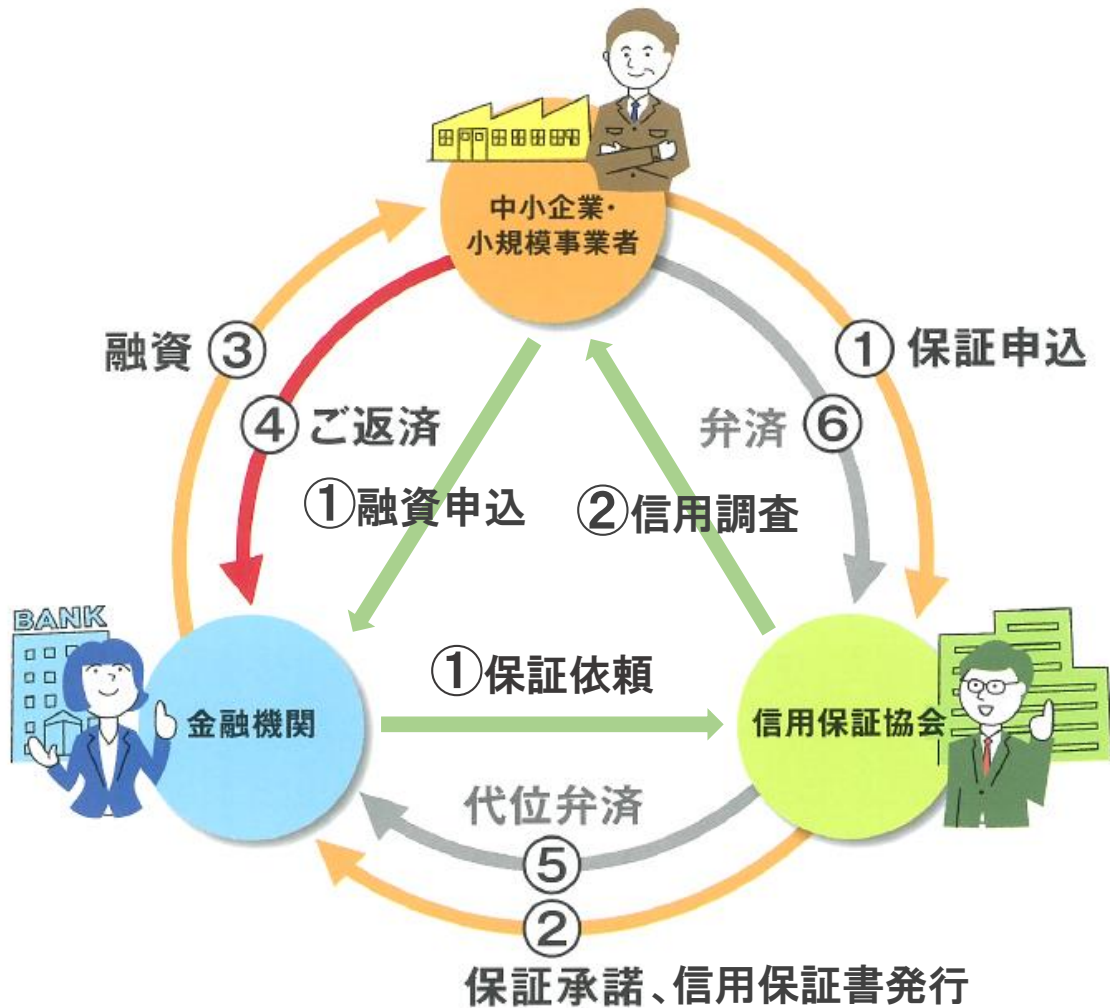 中小企業・
小規模事業者
融資 ③
① 保証申込
④ ご返済
弁済 ⑥
①融資申込
②信用調査
BANK
①保証依頼
金融機関
信用保証協会
代位弁済
⑤
②
保証承諾、信用保証書発行